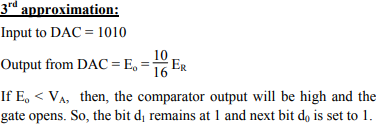 3rd approximation:
Input to DAC = 1010
Output from DAC = Eo = 10/16 ER
If Eo < VA, then, the comparator output will be high and the
gate opens. So, the bit d1 remains at 1 and next bit d0 is set to 1.